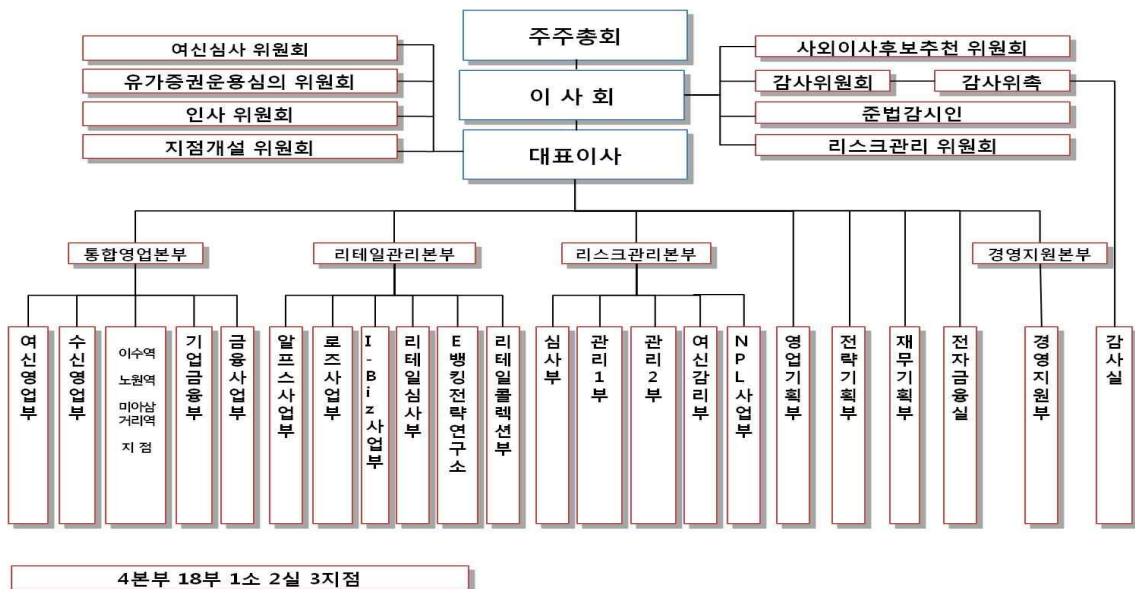 주주총회
이 사 회
대표이사
여신심사 위원회
유가증권운용심의 위원회
인사 위원회
지점개설 위원회
사외이사후보추천 위원회
감사위원회
감사위촉
준법감시인
리스크관리 위원회
통합영업본부
리테일관리본부
리스크관리본부
경영지원본부
여신영업부
수신영업부
이수역
노원역
미아삼
거리역
지 점
기업금융부
금융사업부
알프스사업부
로즈사업부
I-Biz사업부
리테일심사부
E뱅킹전략연구소
리테일콜렉션부
심사부
관리1부
관리2부
여신감리부
NPL사업부
영업기획부
전략기획부
재무기획부
전자금융실
경영지원부
감사실
4본부 18부 1소 2실 3지점